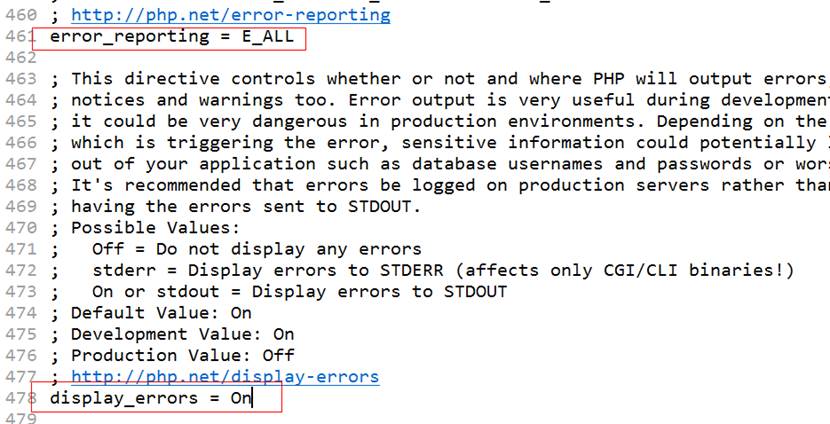 460 ; http://php.net/error-reporting
461 error_reporting = E_ALL
462
463 ; This directive controls whether or not and where PHP will output errors,
464 ; notices and warnings too. Error output is very useful during development
465 ; it could be very dangerous in production environments. Depending on the
466 ; which is triggering the error, sensitive information could potentially
467 ; out of your application such as database usernames and passwords or
468 ; It's recommended that errors be logged on production servers rather
469 ; having the errors sent to STDOUT.
470 ; Possible Values:
471 ;   Off = Do not display any errors
472 ;   stderr = Display errors to STDERR (affects only CGI/CLI binaries!)
473 ;   On or stdout = Display errors to STDOUT
474 ; Default Value: On
475 ; Development Value: On
476 ; Production Value: Off
477 ; http://php.net/display-errors
478 display_errors = On
479